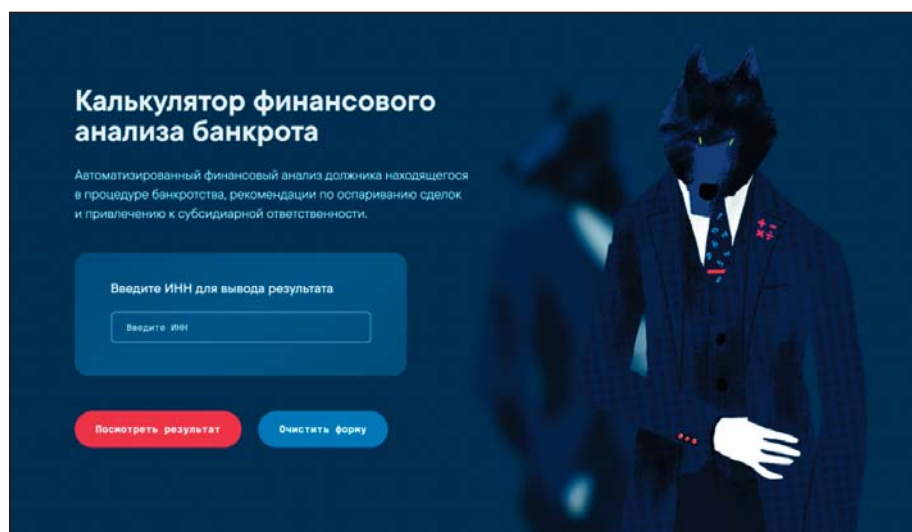 Калькулятор финансового
анализа банкрота
Автоматизированный финансовый анализ должника находящегося
в процедуре банкротства, рекомендации по оспариванию сделок
и привлечению к субсидиарной ответственности.
Введите ИНН для вывода результата
Введите ИНН
Посмотреть результат
Очистить форму